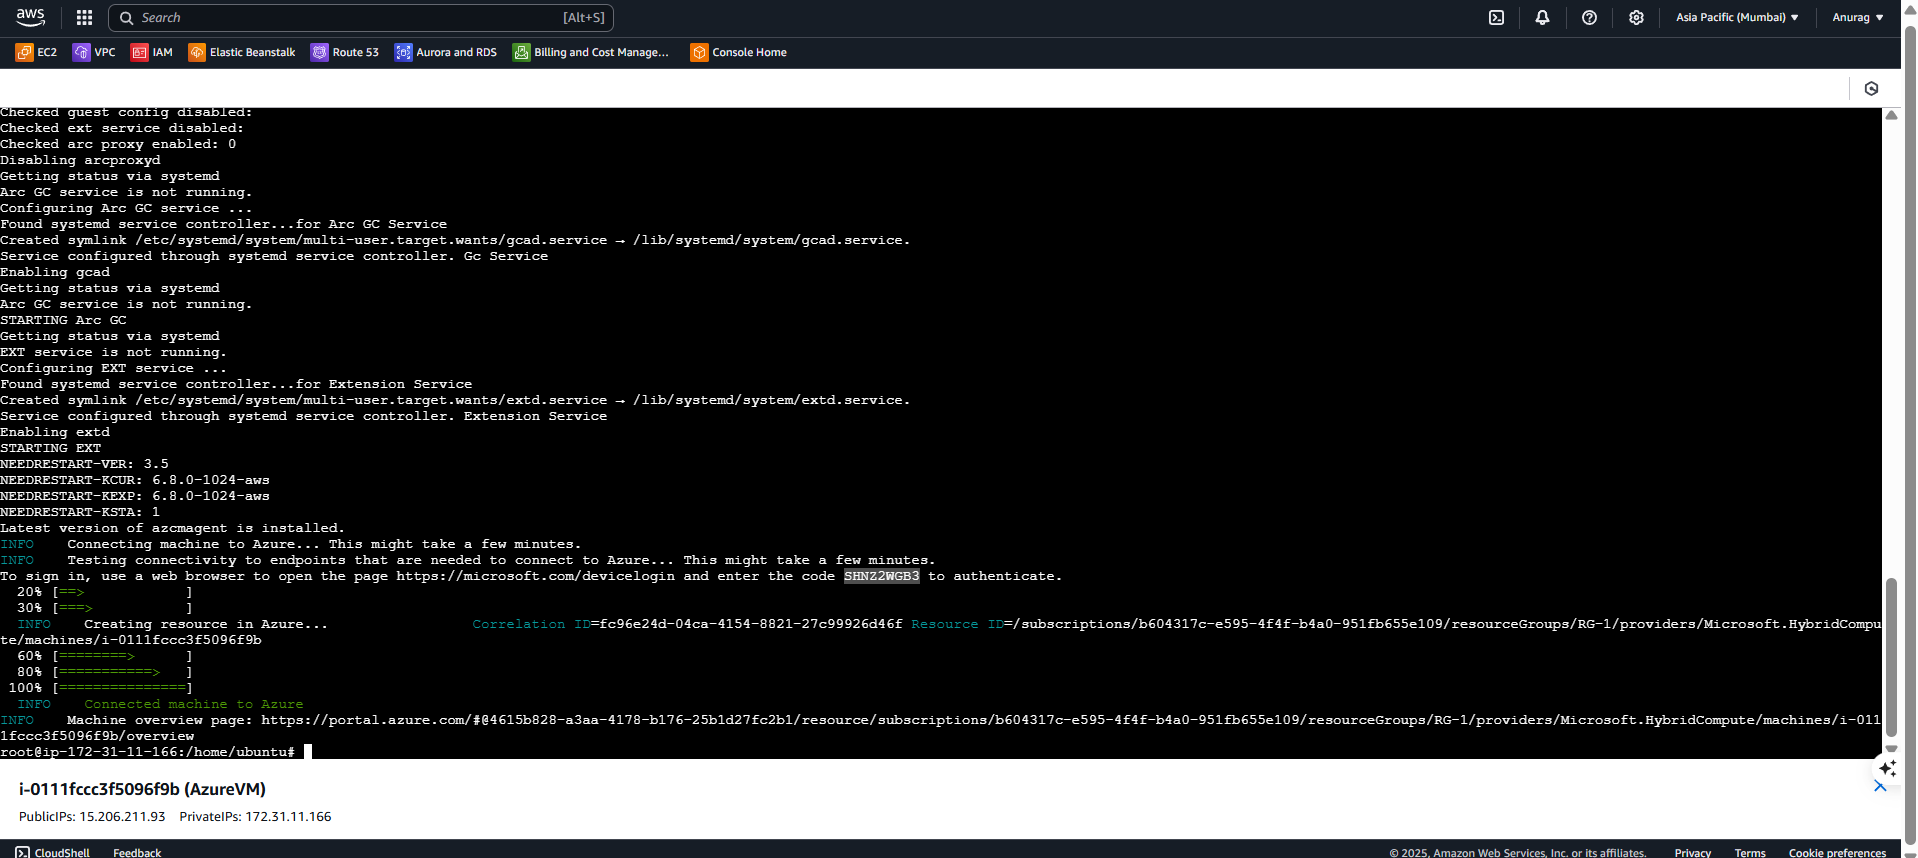 aws
Search [Alt+S] Asia Pacific (Mumbai) Anurag
EC2 VPC IAM Elastic Beanstalk Route 53 Aurora and RDS Billing and Cost Manage... Console Home
Checked guest config disabled:
Checked ext service disabled:
Checked arc proxy enabled: 0
Disabling arcproxyd
Getting status via systemd
Arc GC service is not running.
Configuring Arc GC service ...
Found systemd service controller...for Arc GC Service
Created symlink /etc/systemd/system/multi-user.target.wants/gcad.service → /lib/systemd/system/gcad.service.
Service configured through systemd service controller. Gc Service
Enabling gcad
Getting status via systemd
Arc GC service is not running.
STARTING Arc GC
Getting status via systemd
EXT service is not running.
Configuring EXT service ...
Found systemd service controller...for Extension Service
Created symlink /etc/systemd/system/multi-user.target.wants/extd.service → /lib/systemd/system/extd.service.
Service configured through systemd service controller. Extension Service
Enabling extd
STARTING EXT
NEEDRESTART-VER: 3.5
NEEDRESTART-KCUR: 6.8.0-1024-aws
NEEDRESTART-KEXP: 6.8.0-1024-aws
NEEDRESTART-KSTA: 1
Latest version of azcmagent is installed.
INFO    Connecting machine to Azure... This might take a few minutes.
INFO    Testing connectivity to endpoints that are needed to connect to Azure... This might take a few minutes.
To sign in, use a web browser to open the page https://microsoft.com/devicelogin and enter the code SHNZ2WGB3 to authenticate.
20% [==>            ]
30% [===>           ]
INFO    Creating resource in Azure...                 Correlation ID=fc96e24d-04ca-4154-8821-27c99926d46f Resource ID=/subscriptions/b604317c-e595-4f4f-b4a0-951fb655e109/resourceGroups/RG-1/providers/Microsoft.HybridCompu
te/machines/i-0111fccc3f5096f9b
60% [========>      ]
80% [===========>   ]
100% [===============]
INFO    Connected machine to Azure
INFO    Machine overview page: https://portal.azure.com/#@4615b828-a3aa-4178-b176-25b1d27fc2b1/resource/subscriptions/b604317c-e595-4f4f-b4a0-951fb655e109/resourceGroups/RG-1/providers/Microsoft.HybridCompute/machines/i-011
1fccc3f5096f9b/overview
root@ip-172-31-11-166:/home/ubuntu#
i-0111fccc3f5096f9b (AzureVM)
PublicIPs: 15.206.211.93 PrivateIPs: 172.31.11.166
CloudShell Feedback © 2025, Amazon Web Services, Inc. or its affiliates. Privacy Terms Cookie preferences